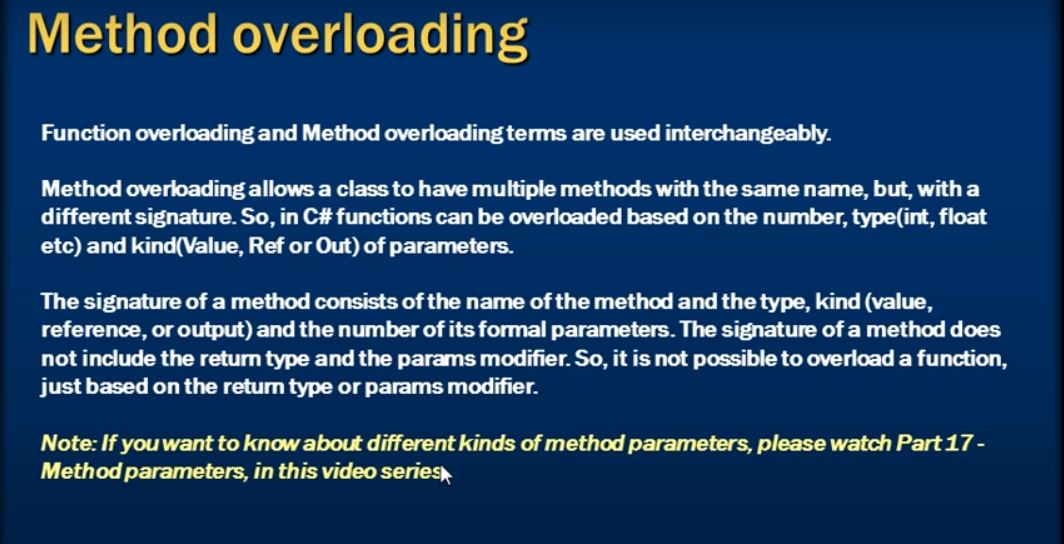 Method overloading
Function overloading and Method overloading terms are used interchangeably.
Method overloading allows a class to have multiple methods with the same name, but, with a
different signature. So, in C# functions can be overloaded based on the number, type(int, float
etc) and kind(Value, Ref or Out) of parameters.
The signature of a method consists of the name of the method and the type, kind (value,
reference, or output) and the number of its formal parameters. The signature of a method does
not include the return type and the params modifier. So, it is not possible to overload a function,
just based on the return type or params modifier.
Note: If you want to know about different kinds of method parameters, please watch Part 17 -
Method parameters, in this video series